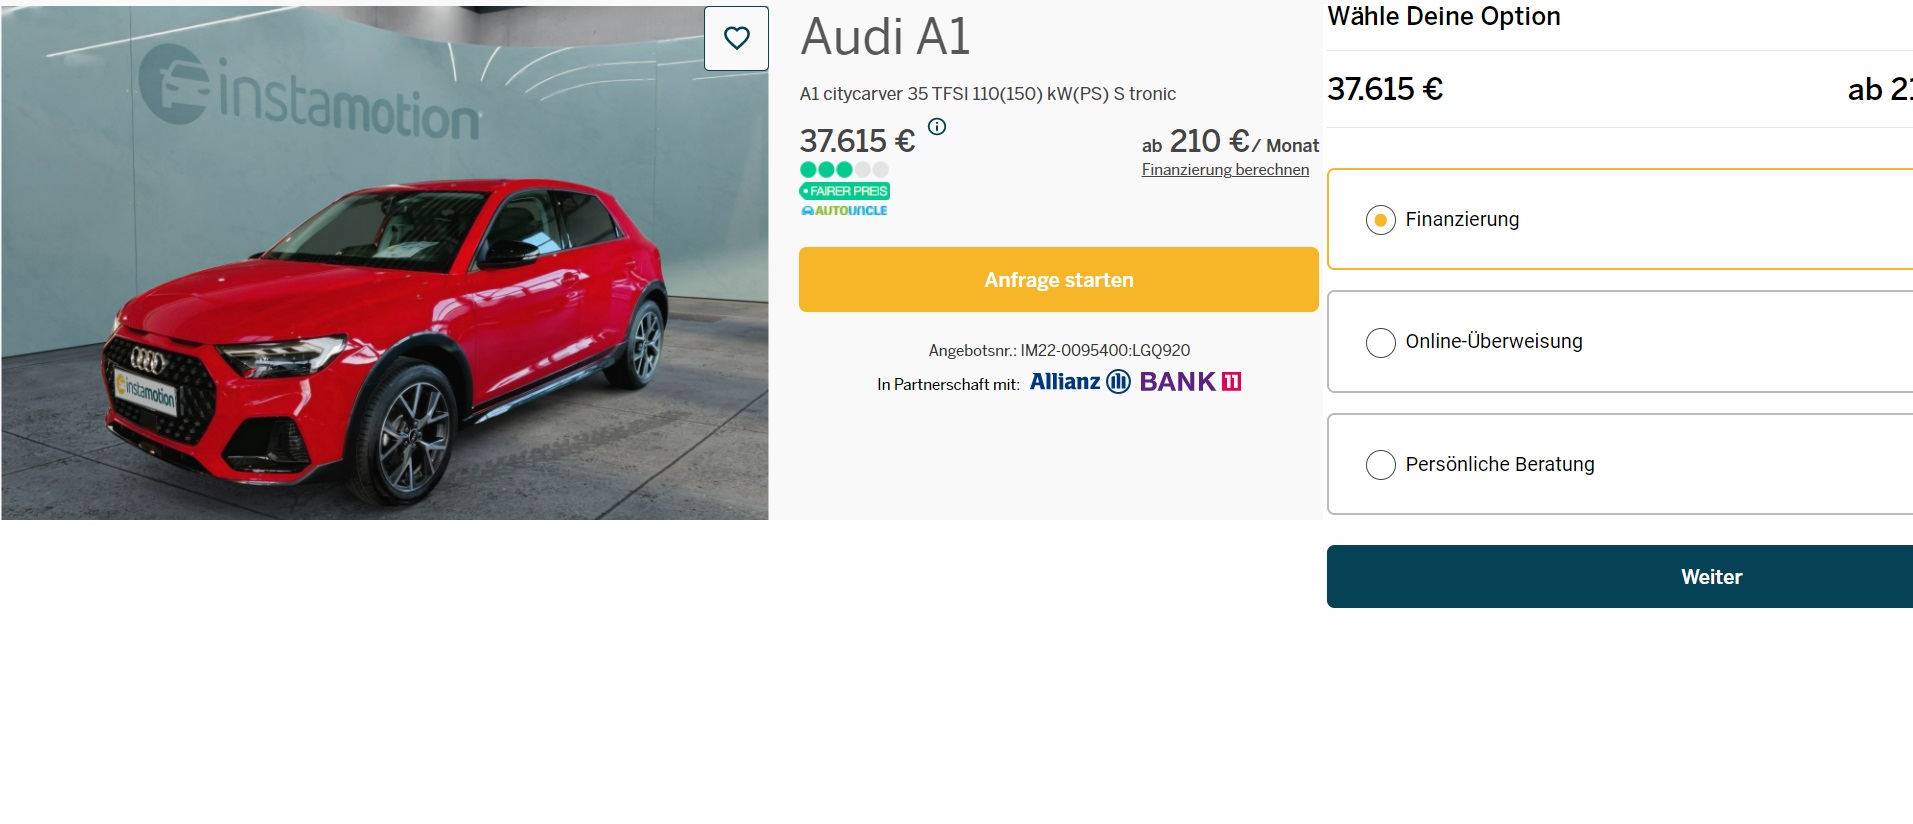 instamotion
instamotion
Audi A1
A1 citycarver 35 TFSI 110(150) kW(PS) S tronic
37.615 €
ab 210 €/ Monat
Finanzierung berechnen
FAIRER PREIS
AUTOUNCLE
Anfrage starten
Angebotsnr.: IM22-0095400:LGQ920
In Partnerschaft mit: Allianz BANK 11
Wähle Deine Option
37.615 €
ab 21
Finanzierung
Online-Überweisung
Persönliche Beratung
Weiter